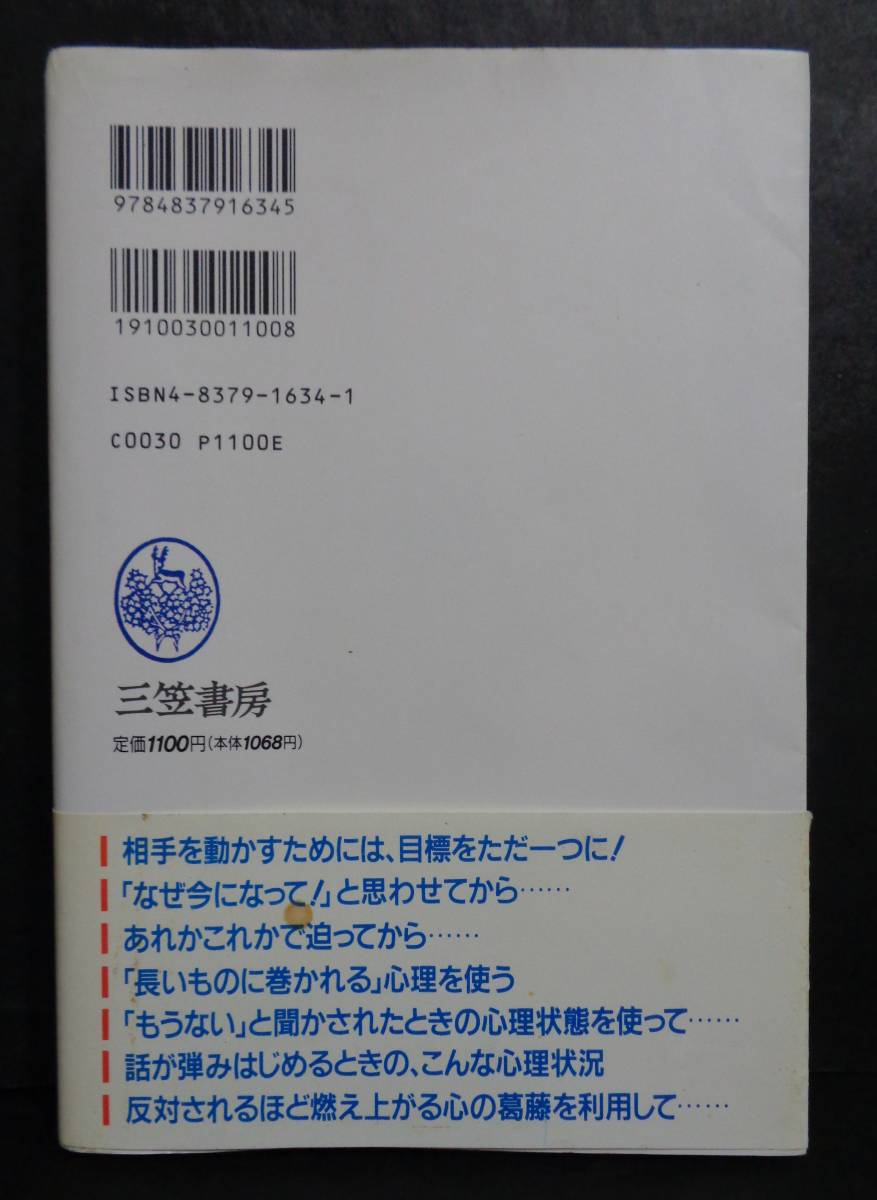 9784837916345
1910030011008
ISBN4-8379-1634-1
C0030 P1100E
三笠書房
定価1100円(本体1068円)
相手を動かすためには、目標をただ一つに!
「なぜ今になって!」と思わせてから……
あれかこれかで迫ってから……
「長いものに巻かれる」心理を使う
「もうない」と聞かされたときの心理状態を使って……
話が弾みはじめるときの、こんな心理状況
反対されるほど燃え上がる心の葛藤を利用して……